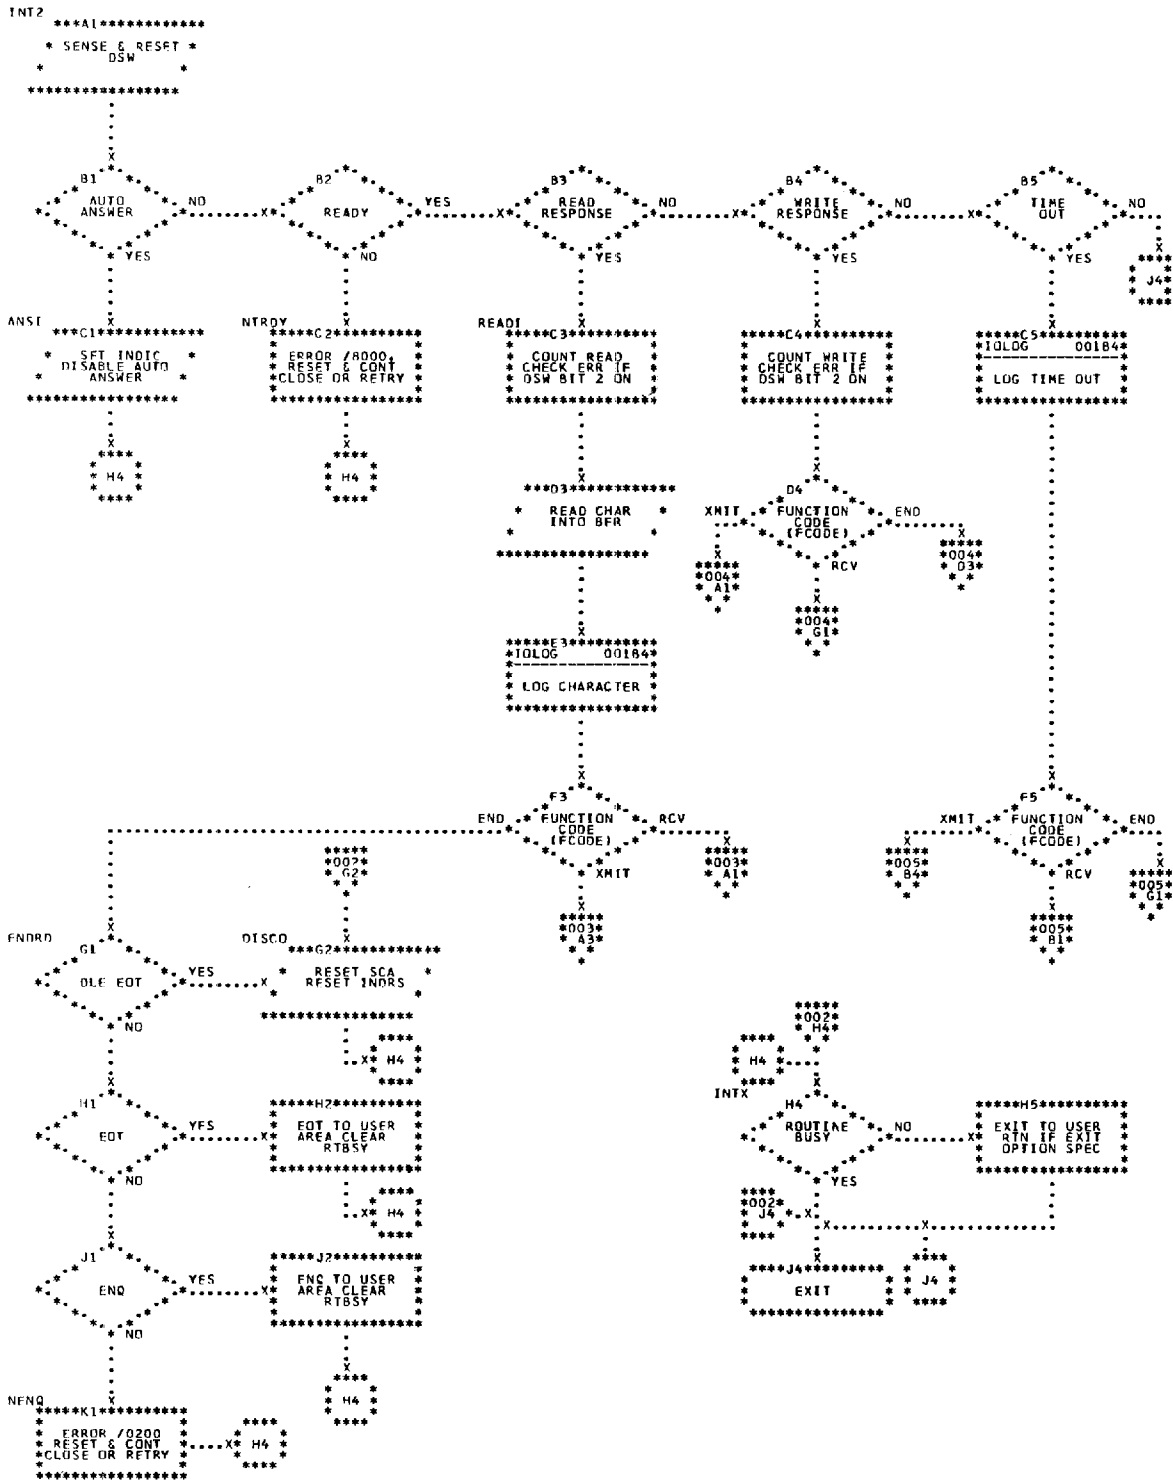 INT2
A1
SENSE & RESET
DSW
B1
AUTO
ANSWER
NO
YES
B2
READY
YES
NO
B3
READ
RESPONSE
NO
YES
B4
WRITE
RESPONSE
NO
YES
B5
TIME
OUT
NO
YES
J4
ANSI
C1
SET INDIC
DISABLE AUTO
ANSWER
H4
NTRDY
C2
ERROR /8000,
RESET & CONT
CLOSE OR RETRY
H4
READI
C3
COUNT READ
CHECK ERR IF
DSW BIT 2 ON
C4
COUNT WRITE
CHECK ERR IF
DSW BIT 2 ON
C5
IOLOG 00184
LOG TIME OUT
D3
READ CHAR
INTO BFR
D4
FUNCTION
CODE
(FCODE)
XMIT
END
RCV
004
A1
004
G1
004
D3
E3
IOLOG 00184
LOG CHARACTER
F3
FUNCTION
CODE
(FCODE)
END
RCV
XMIT
003
A1
003
A3
F5
FUNCTION
CODE
(FCODE)
XMIT
END
RCV
005
B4
005
B1
005
G1
002
G2
ENDRD
G1
DLE EOT
YES
NO
DISCO
G2
RESET SCA
RESET INDRS
H4
H1
EOT
YES
NO
H2
EOT TO USER
AREA CLEAR
RTBSY
H4
002
H4
H4
INTX
H4
ROUTINE
BUSY
NO
YES
H5
EXIT TO USER
RTN IF EXIT
OPTION SPEC
002
J4
J1
ENQ
YES
NO
J2
ENQ TO USER
AREA CLEAR
RTBSY
H4
J4
EXIT
J4
NENQ
K1
ERROR /0200
RESET & CONT
CLOSE OR RETRY
H4